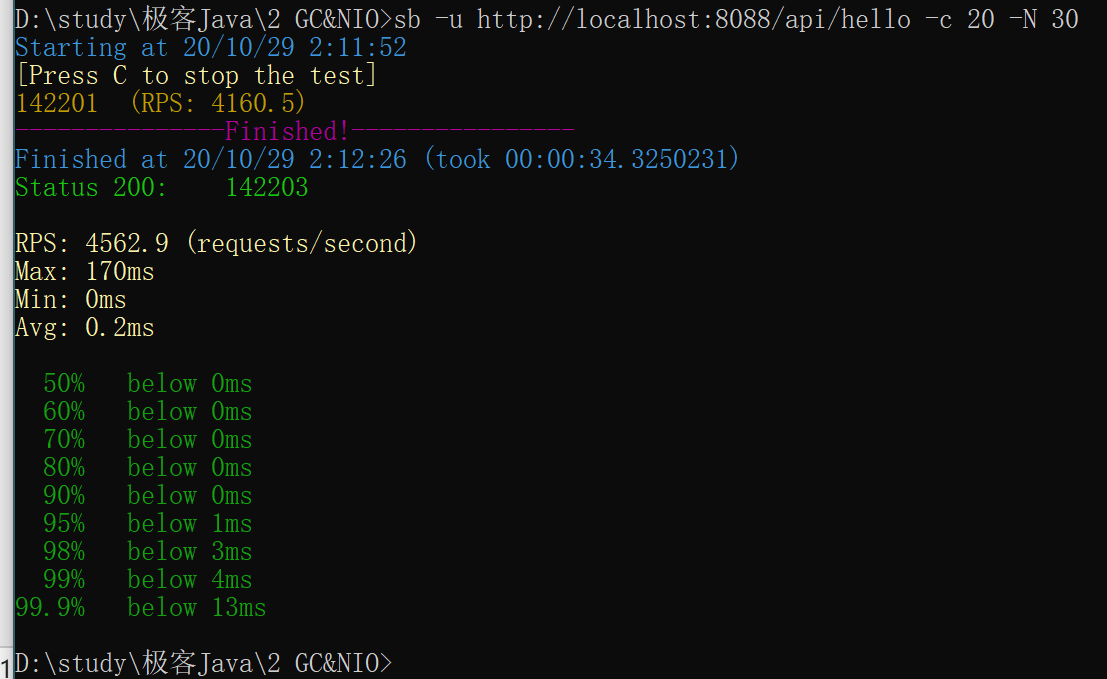 D:\study\极客Java\2 GC&NIO>sb -u http://localhost:8088/api/hello -c 20 -N 30
Starting at 20/10/29 2:11:52
[Press C to stop the test]
142201  (RPS: 4160.5)
---------------Finished!----------------
Finished at 20/10/29 2:12:26 (took 00:00:34.3250231)
Status 200:    142203
RPS: 4562.9 (requests/second)
Max: 170ms
Min: 0ms
Avg: 0.2ms
50%   below 0ms
60%   below 0ms
70%   below 0ms
80%   below 0ms
90%   below 0ms
95%   below 1ms
98%   below 3ms
99%   below 4ms
99.9%   below 13ms
1
D:\study\极客Java\2 GC&NIO>